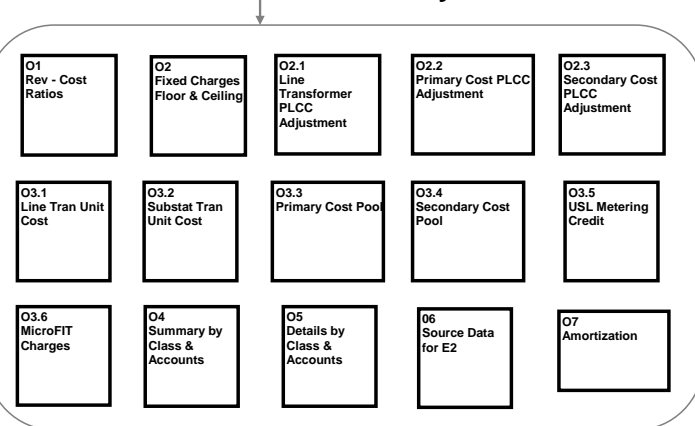 O1
Rev - Cost
Ratios
O2
Fixed Charges
Floor & Ceiling
O2.1
Line
Transformer
PLCC
Adjustment
O2.2
Primary Cost PLCC
Adjustment
O2.3
Secondary Cost
PLCC
Adjustment
O3.1
Line Tran Unit
Cost
O3.2
Substat Tran
Unit Cost
O3.3
Primary Cost Pool
O3.4
Secondary Cost
Pool
O3.5
USL Metering
Credit
O3.6
MicroFIT
Charges
O4
Summary by
Class &
Accounts
O5
Details by
Class &
Accounts
06
Source Data
for E2
O7
Amortization